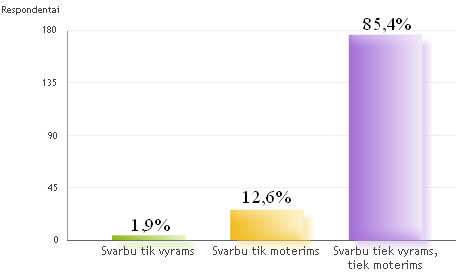 Respondentai
180
135
90
45
0
1,9%
12,6%
85,4%
Svarbu tik vyrams
Svarbu tik moterims
Svarbu tiek vyrams,
tiek moterims